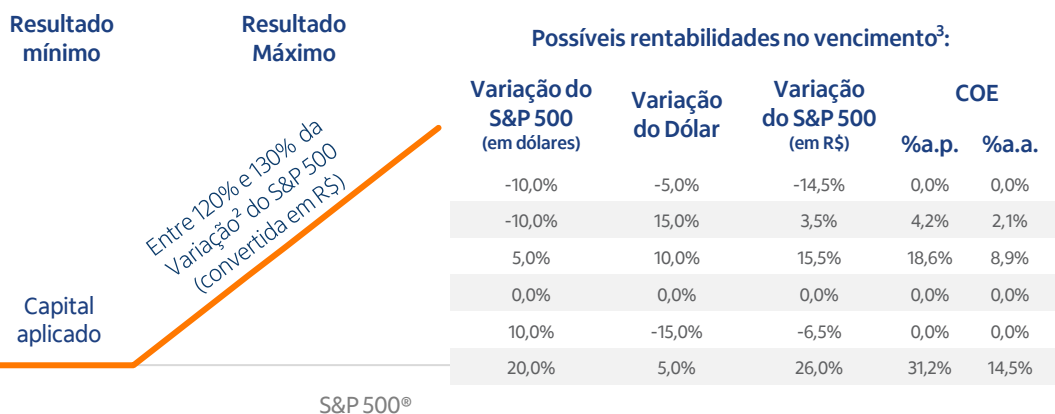 Resultado
mínimo
Resultado
Máximo
Entre 120% e 130% da
Variação² do S&P 500
(convertida em R$)
Capital
aplicado
S&P 500®
Possíveis rentabilidades no vencimento³:
Variação do
S&P 500
(em dólares)
Variação
do Dólar
Variação
do S&P 500
(em R$)
COE
%a.p. %a.a.
-10,0% -5,0% -14,5% 0,0% 0,0%
-10,0% 15,0% 3,5% 4,2% 2,1%
5,0% 10,0% 15,5% 18,6% 8,9%
0,0% 0,0% 0,0% 0,0% 0,0%
10,0% -15,0% -6,5% 0,0% 0,0%
20,0% 5,0% 26,0% 31,2% 14,5%